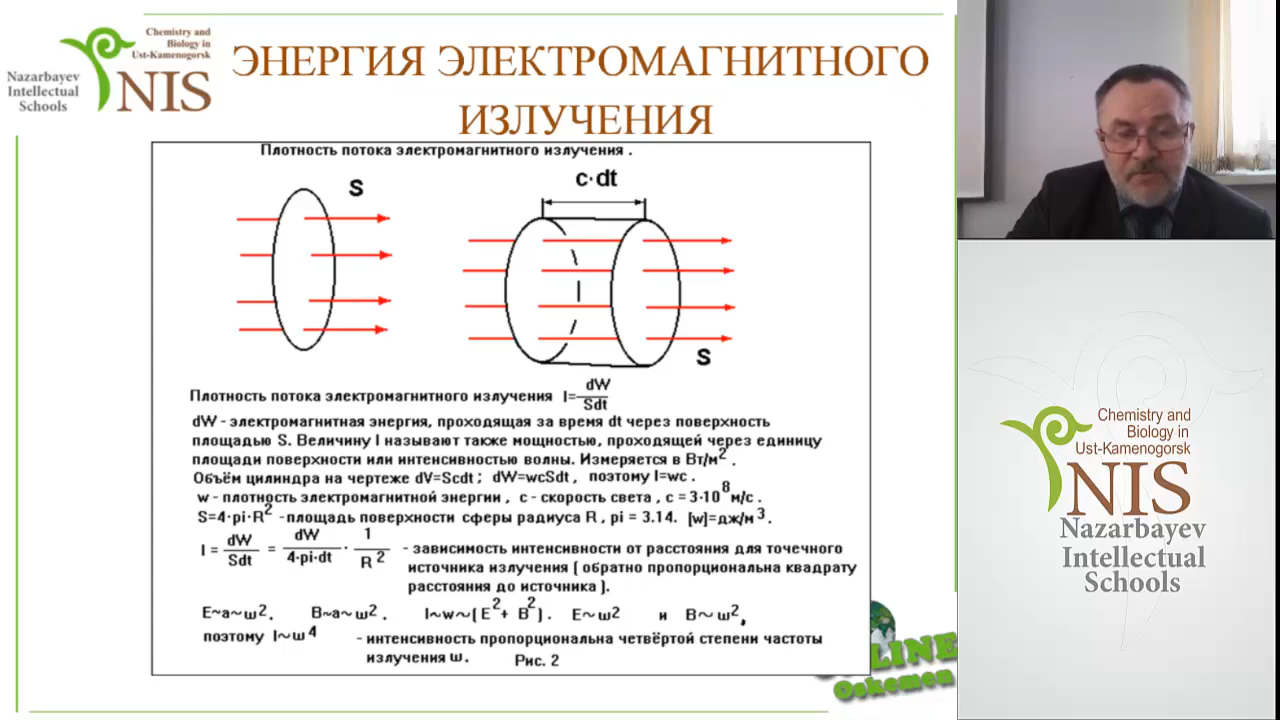 Chemistry and
Biology in
Ust-Kamenogorsk
Nazarbayev
Intellectual
Schools
NIS
ЭНЕРГИЯ ЭЛЕКТРОМАГНИТНОГО
ИЗЛУЧЕНИЯ
Плотность потока электромагнитного излучения .
S
c·dt
S
Плотность потока электромагнитного излучения I=dW/Sdt
dW - электромагнитная энергия, проходящая за время dt через поверхность
площадью S. Величину I называют также мощностью, проходящей через единицу
площади поверхности или интенсивностью волны. Измеряется в Вт/м² .
Объём цилиндра на чертеже dV=Scdt ; dW=wcSdt , поэтому I=wc .
w - плотность электромагнитной энергии , с - скорость света , с = 3·10⁸ м/с .
S=4·pi·R² -площадь поверхности сферы радиуса R , pi = 3.14. [w]=дж/м³ .
I = dW/Sdt = dW/4·pi·dt · 1/R² - зависимость интенсивности от расстояния для точечного
источника излучения ( обратно пропорциональна квадрату
расстояния до источника ).
E~a~ш² . B~a~ш² . I~w~( E²+ B² ) . E~ш² и B~ш² ,
поэтому I~ш⁴ - интенсивность пропорциональна четвёртой степени частоты
излучения ш. Рис. 2
LINE
Oskemen
Chemistry and
Biology in
Ust-Kamenogorsk
NIS
Nazarbayev
Intellectual
Schools